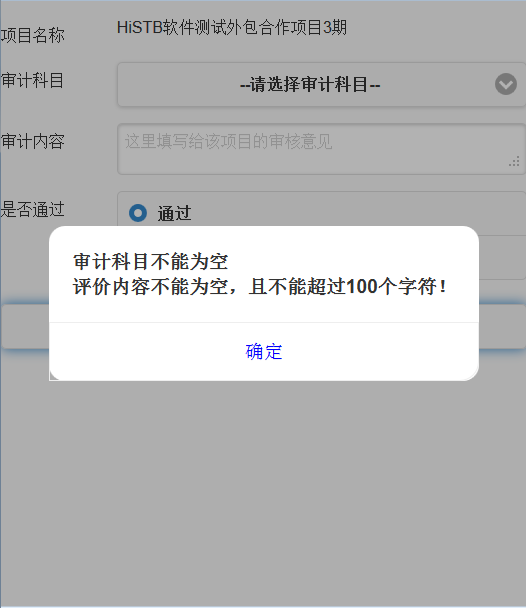 项目名称
HiSTB软件测试外包合作项目3期
审计科目
--请选择审计科目--
审计内容
这里填写给该项目的审核意见
是否通过
通过
审计科目不能为空
评价内容不能为空，且不能超过100个字符！
确定